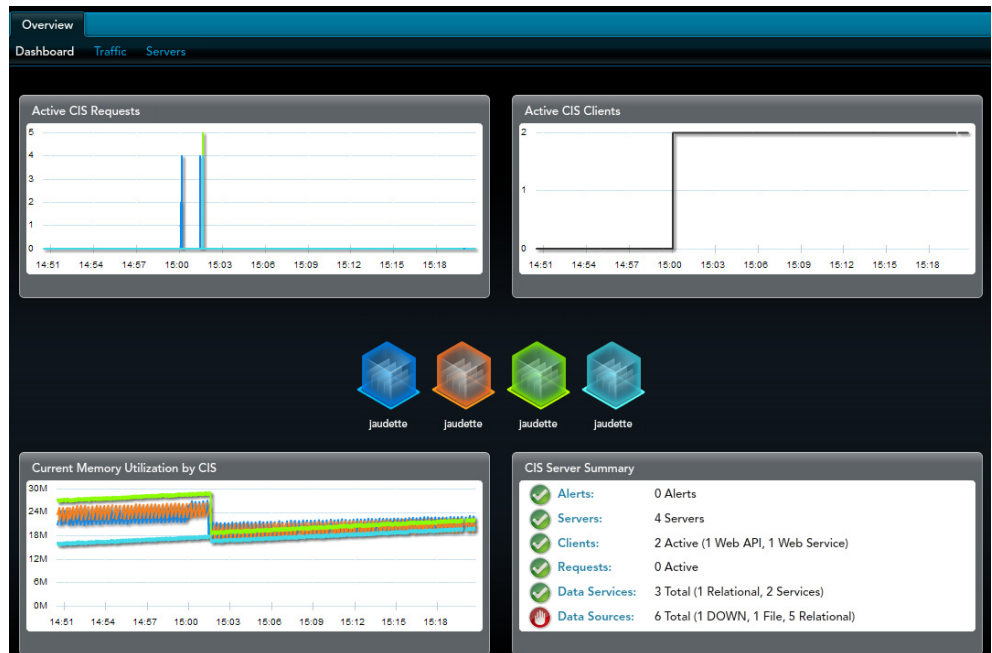 Overview
Dashboard Traffic Servers
Active CIS Requests
5
4
3
2
1
0
14:51 14:54 14:57 15:00 15:03 15:06 15:09 15:12 15:15 15:18
Active CIS Clients
2
1
0
14:51 14:54 14:57 15:00 15:03 15:06 15:09 15:12 15:15 15:18
jaudette jaudette jaudette jaudette
Current Memory Utilization by CIS
30M
24M
18M
12M
6M
0M
14:51 14:54 14:57 15:00 15:03 15:06 15:09 15:12 15:15 15:18
CIS Server Summary
Alerts: 0 Alerts
Servers: 4 Servers
Clients: 2 Active (1 Web API, 1 Web Service)
Requests: 0 Active
Data Services: 3 Total (1 Relational, 2 Services)
Data Sources: 6 Total (1 DOWN, 1 File, 5 Relational)